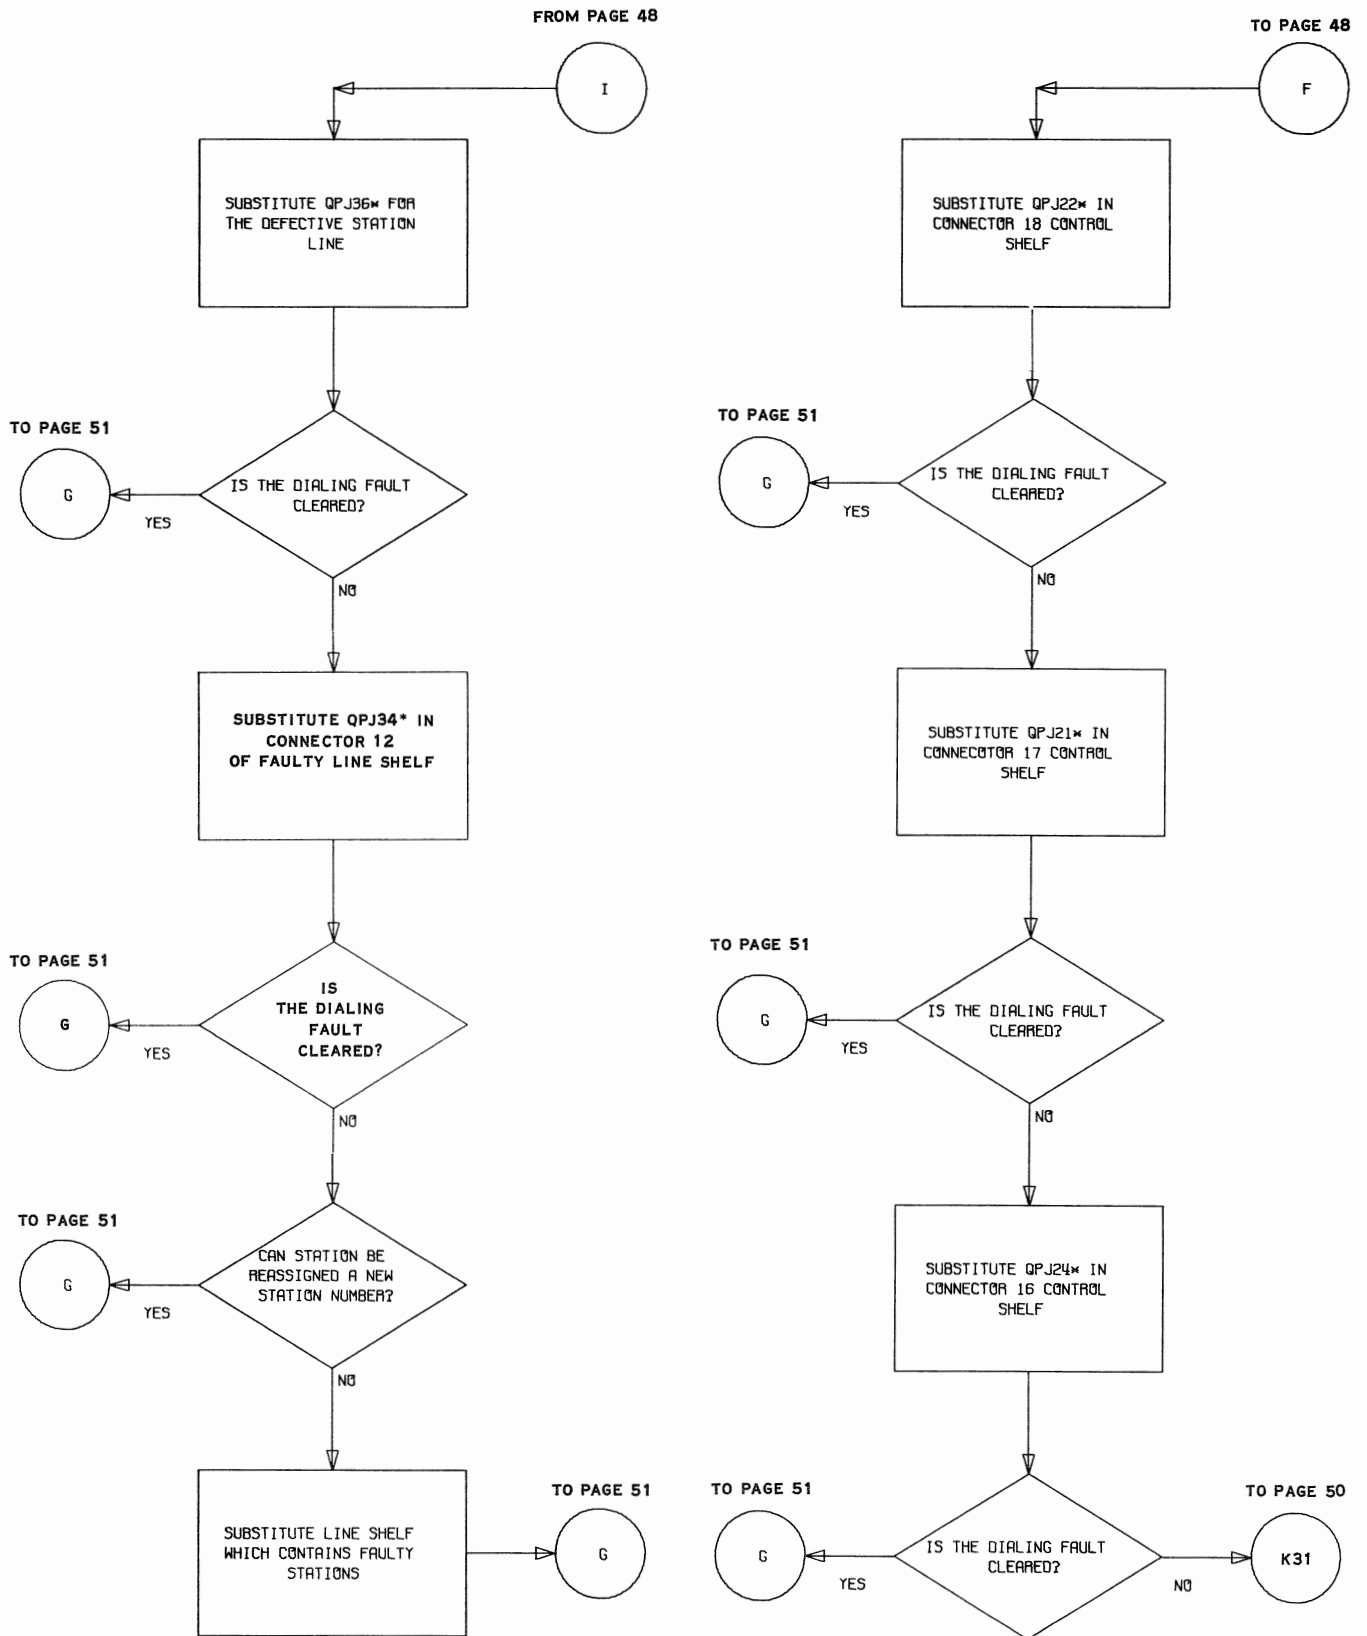 FROM PAGE 48
I
SUBSTITUTE QPJ36* FOR
THE DEFECTIVE STATION
LINE
TO PAGE 51
G
YES
IS THE DIALING FAULT
CLEARED?
NO
SUBSTITUTE QPJ34* IN
CONNECTOR 12
OF FAULTY LINE SHELF
TO PAGE 51
G
YES
IS
THE DIALING
FAULT
CLEARED?
NO
TO PAGE 51
G
YES
CAN STATION BE
REASSIGNED A NEW
STATION NUMBER?
NO
SUBSTITUTE LINE SHELF
WHICH CONTAINS FAULTY
STATIONS
TO PAGE 51
G
TO PAGE 48
F
SUBSTITUTE QPJ22* IN
CONNECTOR 18 CONTROL
SHELF
TO PAGE 51
G
YES
IS THE DIALING FAULT
CLEARED?
NO
SUBSTITUTE QPJ21* IN
CONNECOTOR 17 CONTROL
SHELF
TO PAGE 51
G
YES
IS THE DIALING FAULT
CLEARED?
NO
SUBSTITUTE QPJ24* IN
CONNECTOR 16 CONTROL
SHELF
TO PAGE 51
G
YES
IS THE DIALING FAULT
CLEARED?
NO
TO PAGE 50
K31